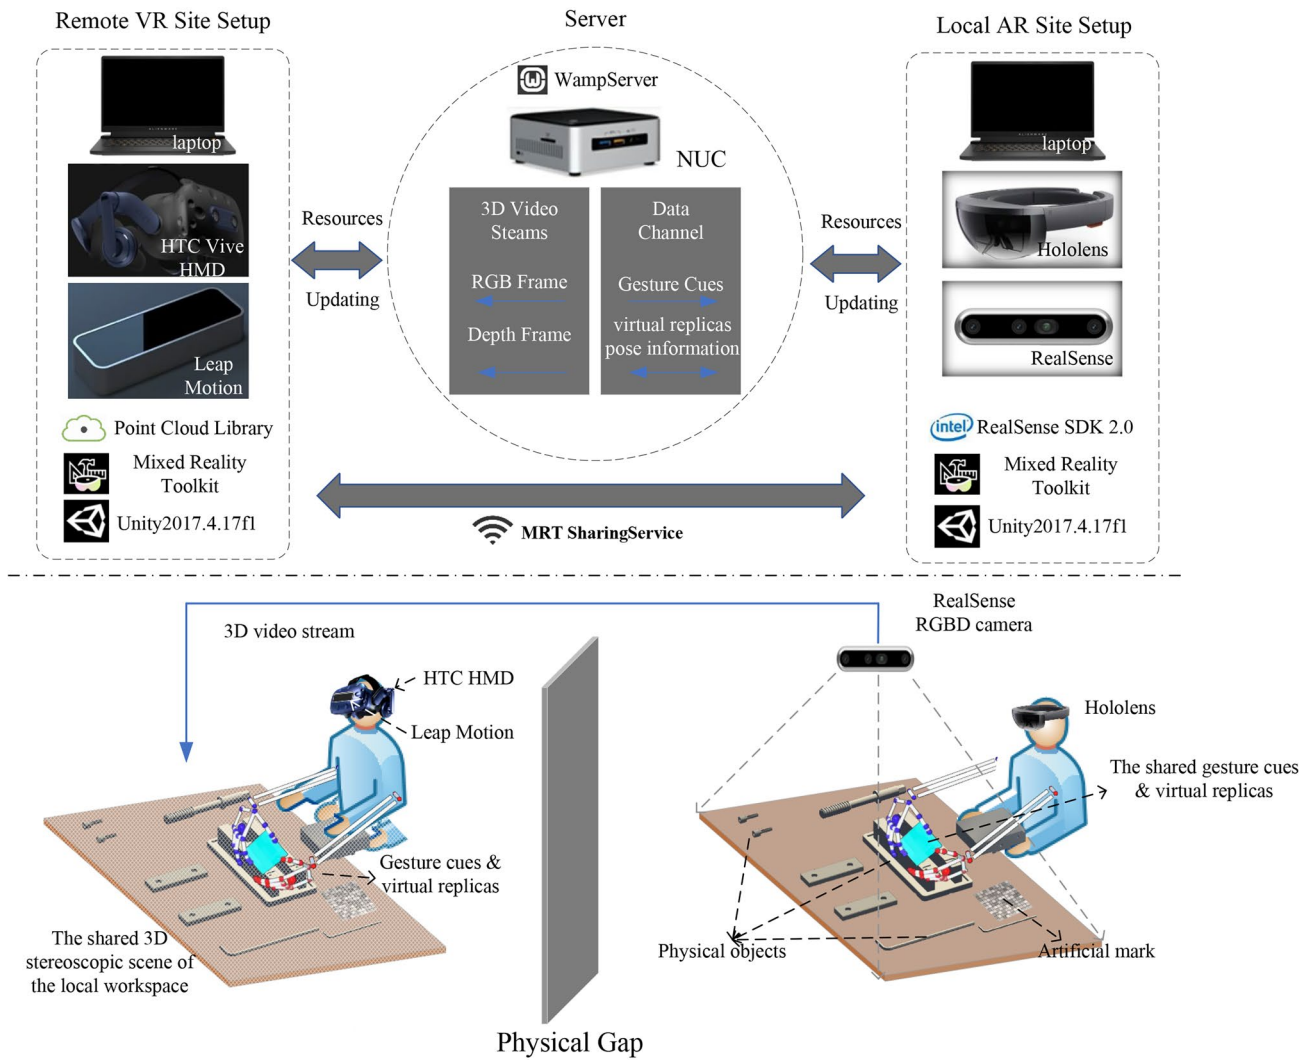 Remote VR Site Setup
Server
Local AR Site Setup
laptop
HTC Vive
HMD
Leap
Motion
Point Cloud Library
Mixed Reality
Toolkit
Unity2017.4.17f1
Resources
Updating
WampServer
NUC
3D Video
Steams
RGB Frame
Depth Frame
Data
Channel
Gesture Cues
virtual replicas
pose information
Resources
Updating
ALIENWARE
laptop
Hololens
RealSense
intel
RealSense SDK 2.0
Mixed Reality
Toolkit
Unity2017.4.17f1
MRT SharingService
3D video stream
HTC HMD
Leap Motion
Gesture cues &
virtual replicas
The shared 3D
stereoscopic scene of
the local workspace
Physical Gap
RealSense
RGBD camera
Hololens
The shared gesture cues
& virtual replicas
Physical objects
Artificial mark